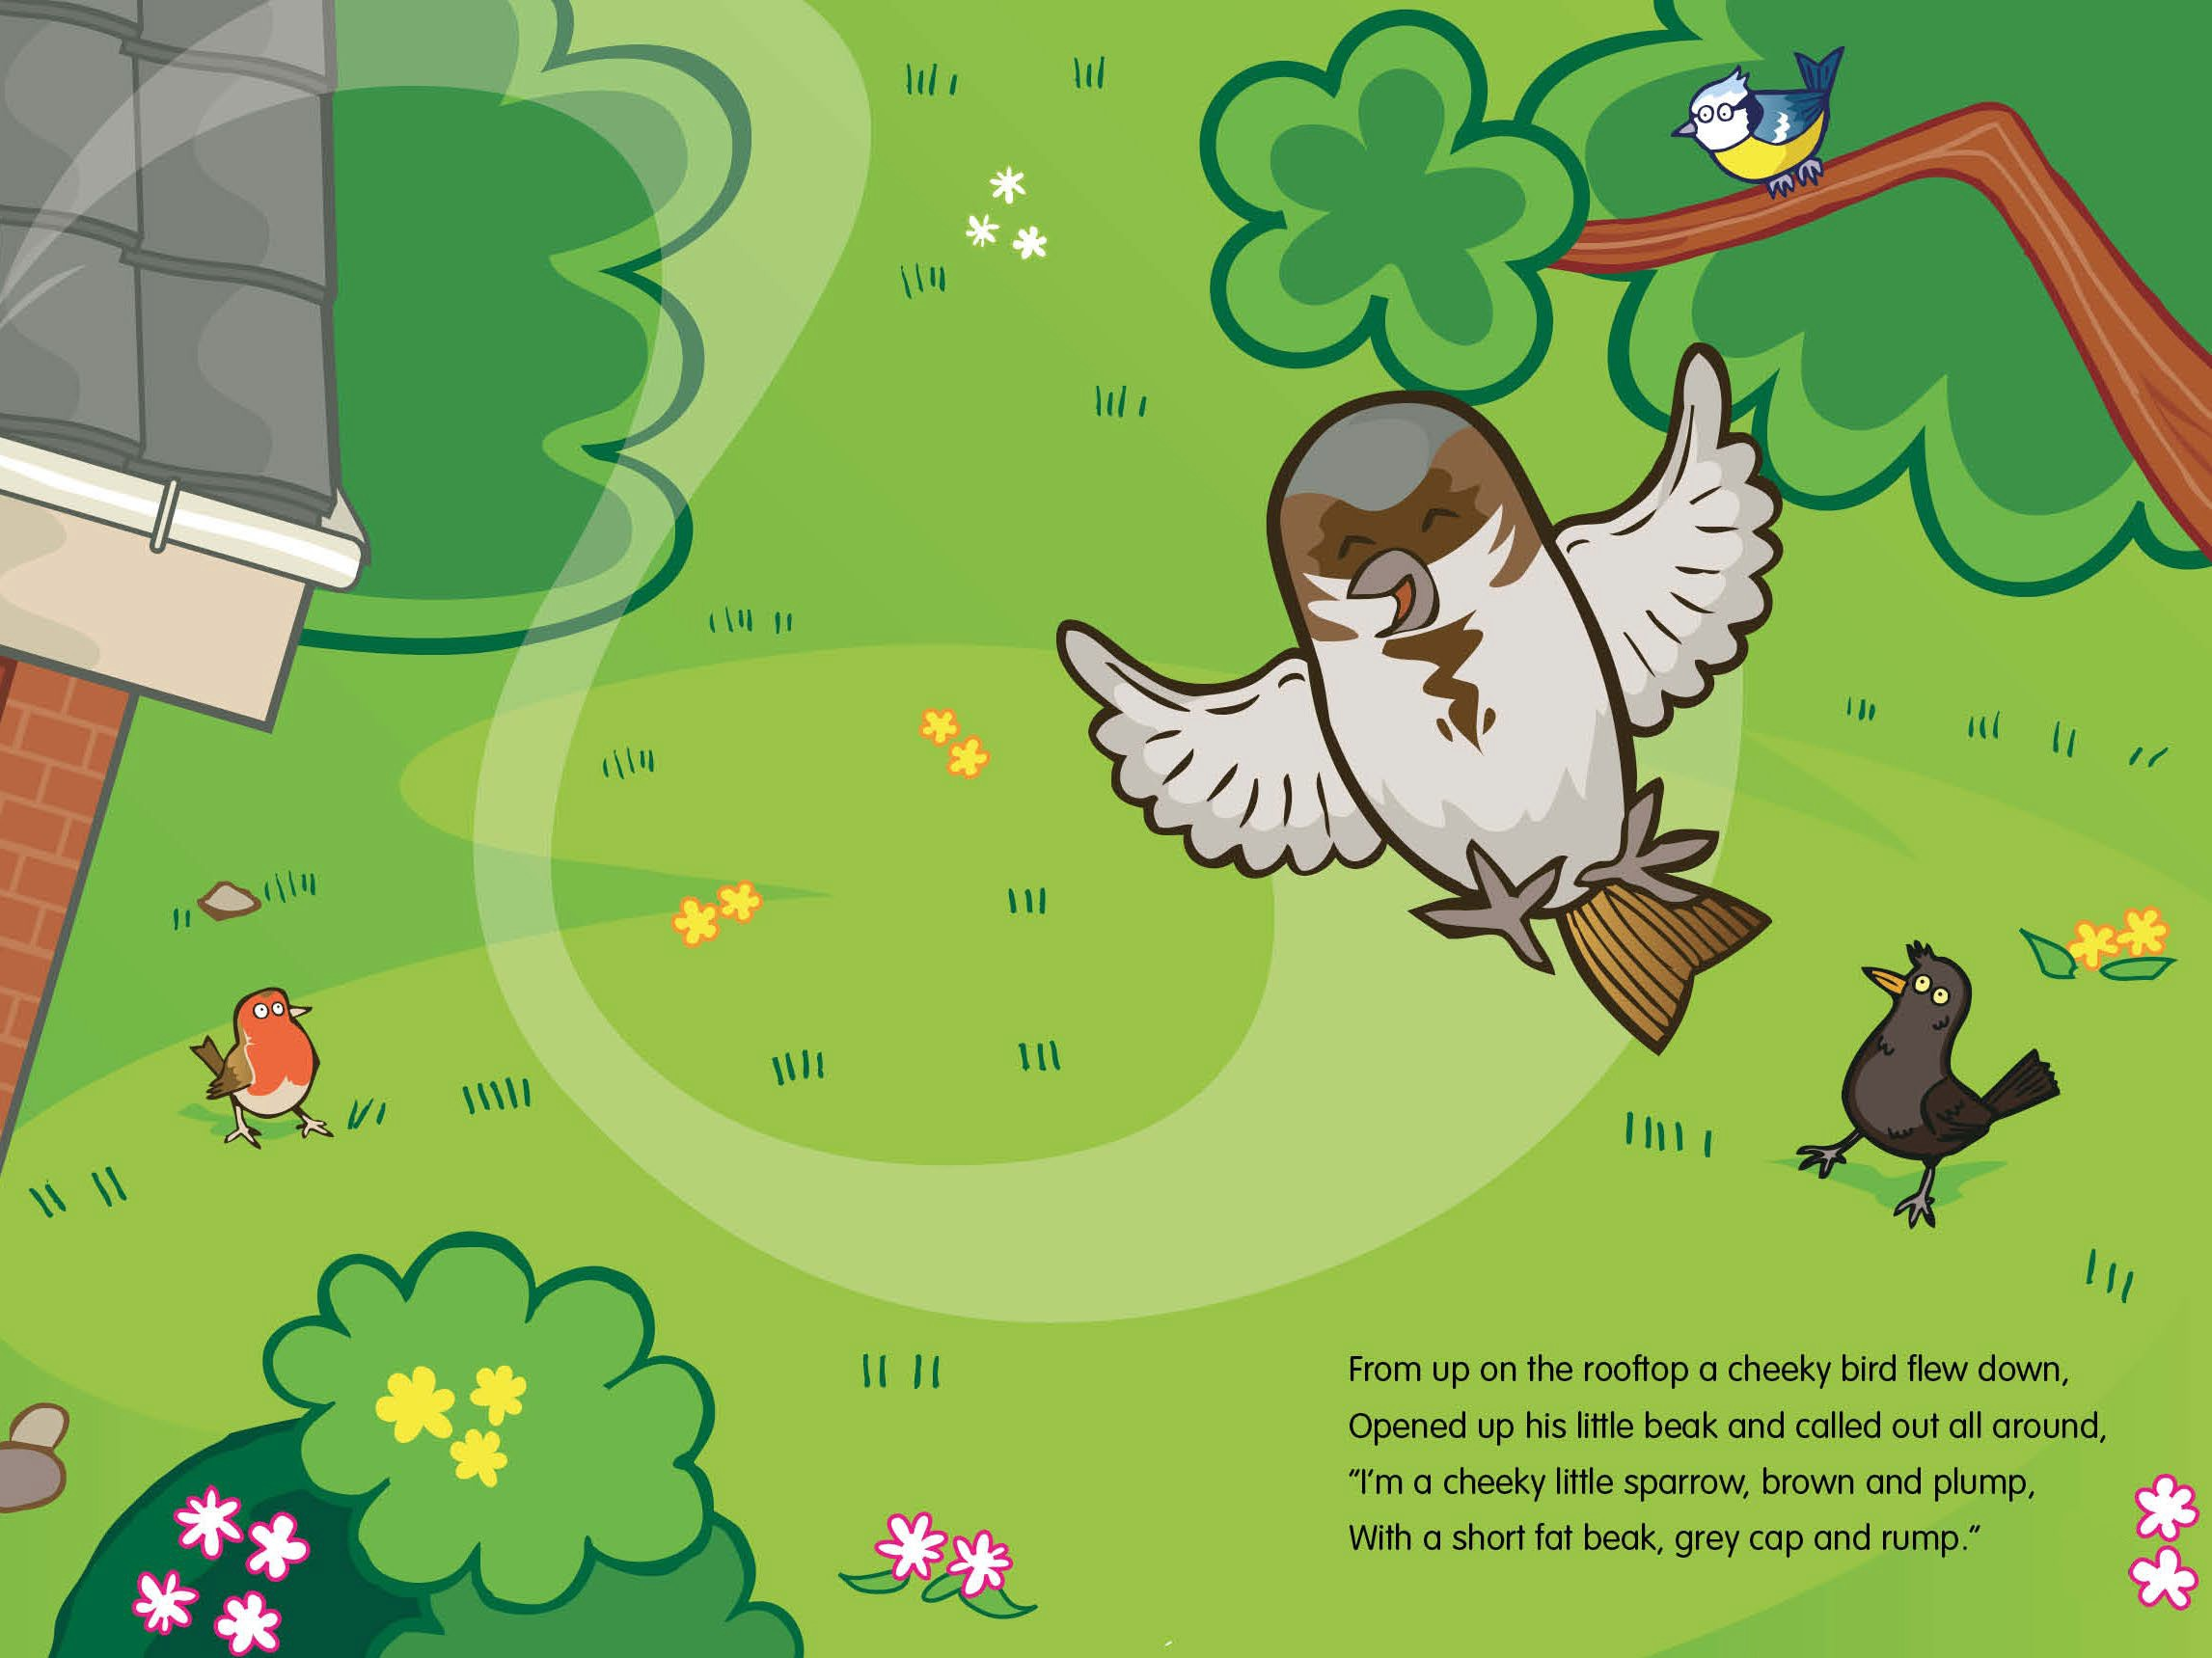 From up on the rooftop a cheeky bird flew down,
Opened up his little beak and called out all around,
“I’m a cheeky little sparrow, brown and plump,
With a short fat beak, grey cap and rump.”